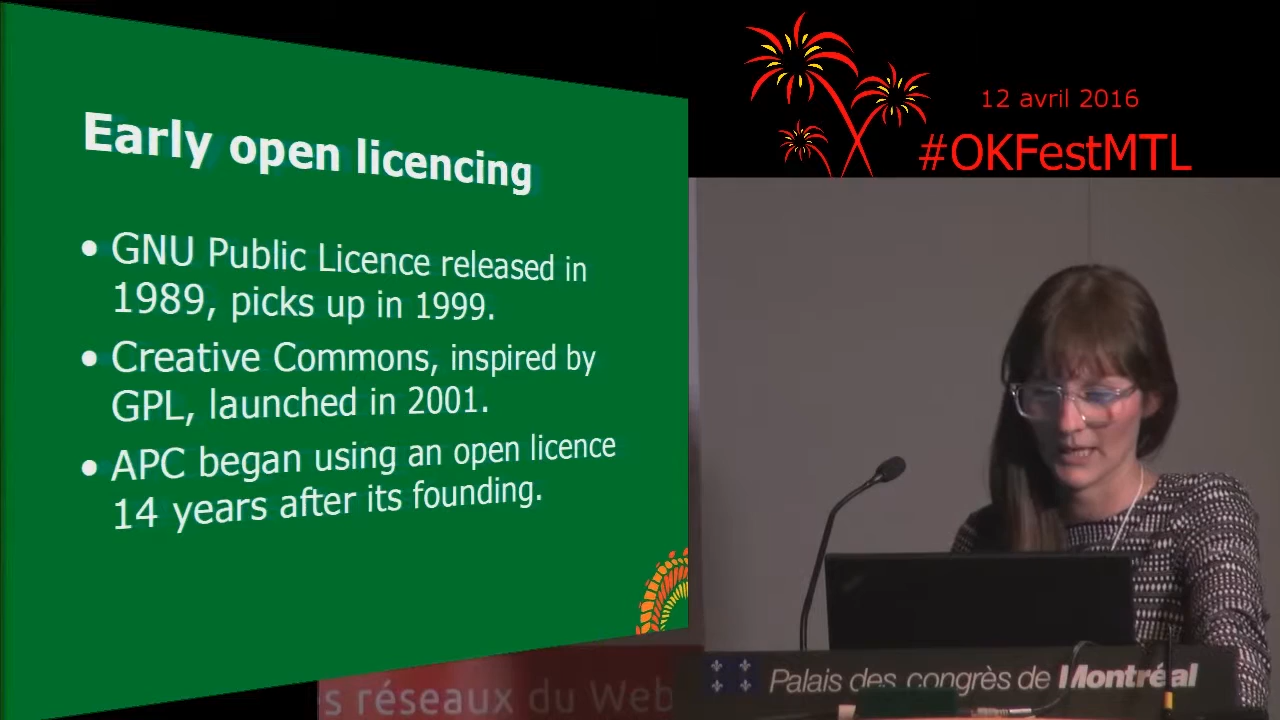 Early open licencing
• GNU Public Licence released in
1989, picks up in 1999.
• Creative Commons, inspired by
GPL, launched in 2001.
• APC began using an open licence
14 years after its founding.
12 avril 2016
#OKFestMTL
s réseaux du Web
Palais des congrès de Montréal